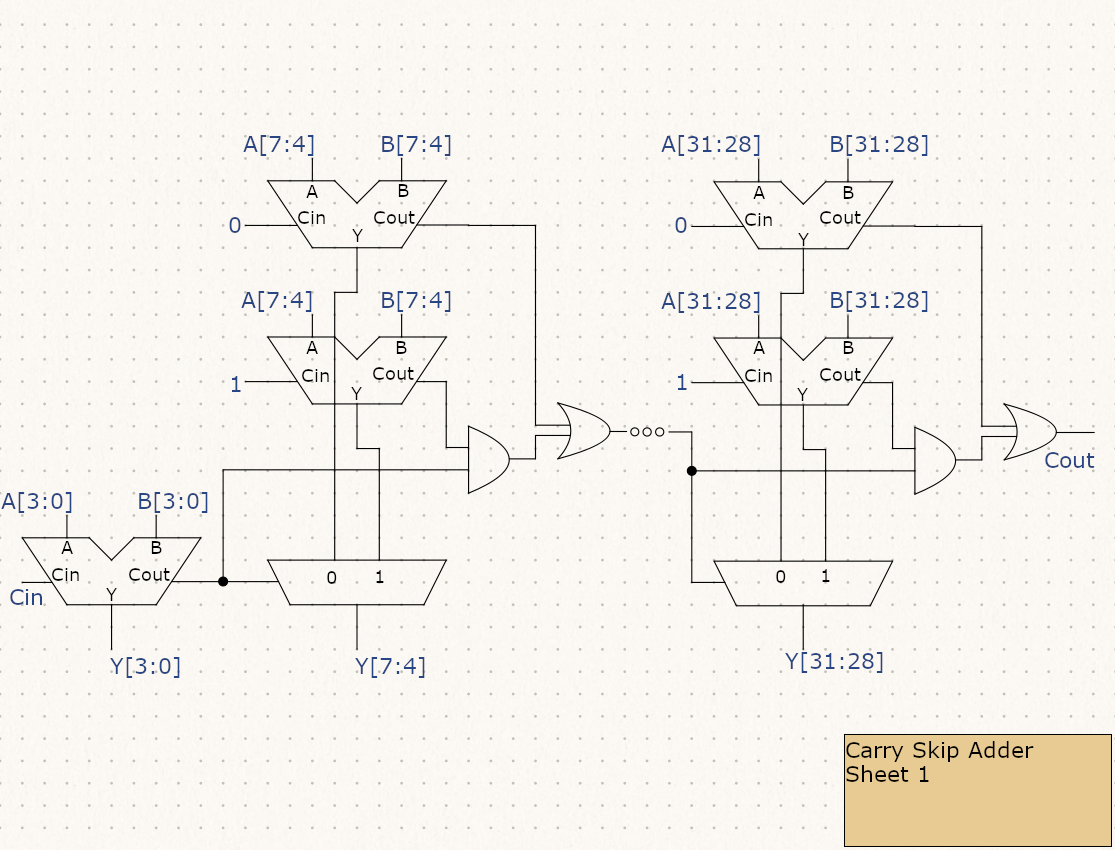 A[7:4] B[7:4] A[31:28] B[31:28]
A B A B
0 Cin Cout 0 Cin Cout
Y Y
A[7:4] B[7:4] A[31:28] B[31:28]
A B A B
1 Cin Cout 1 Cin Cout
Y Y
Cout
A[3:0] B[3:0]
A B
Cin Cout 0 1 0 1
Cin Y
Y[3:0] Y[7:4] Y[31:28]
Carry Skip Adder
Sheet 1